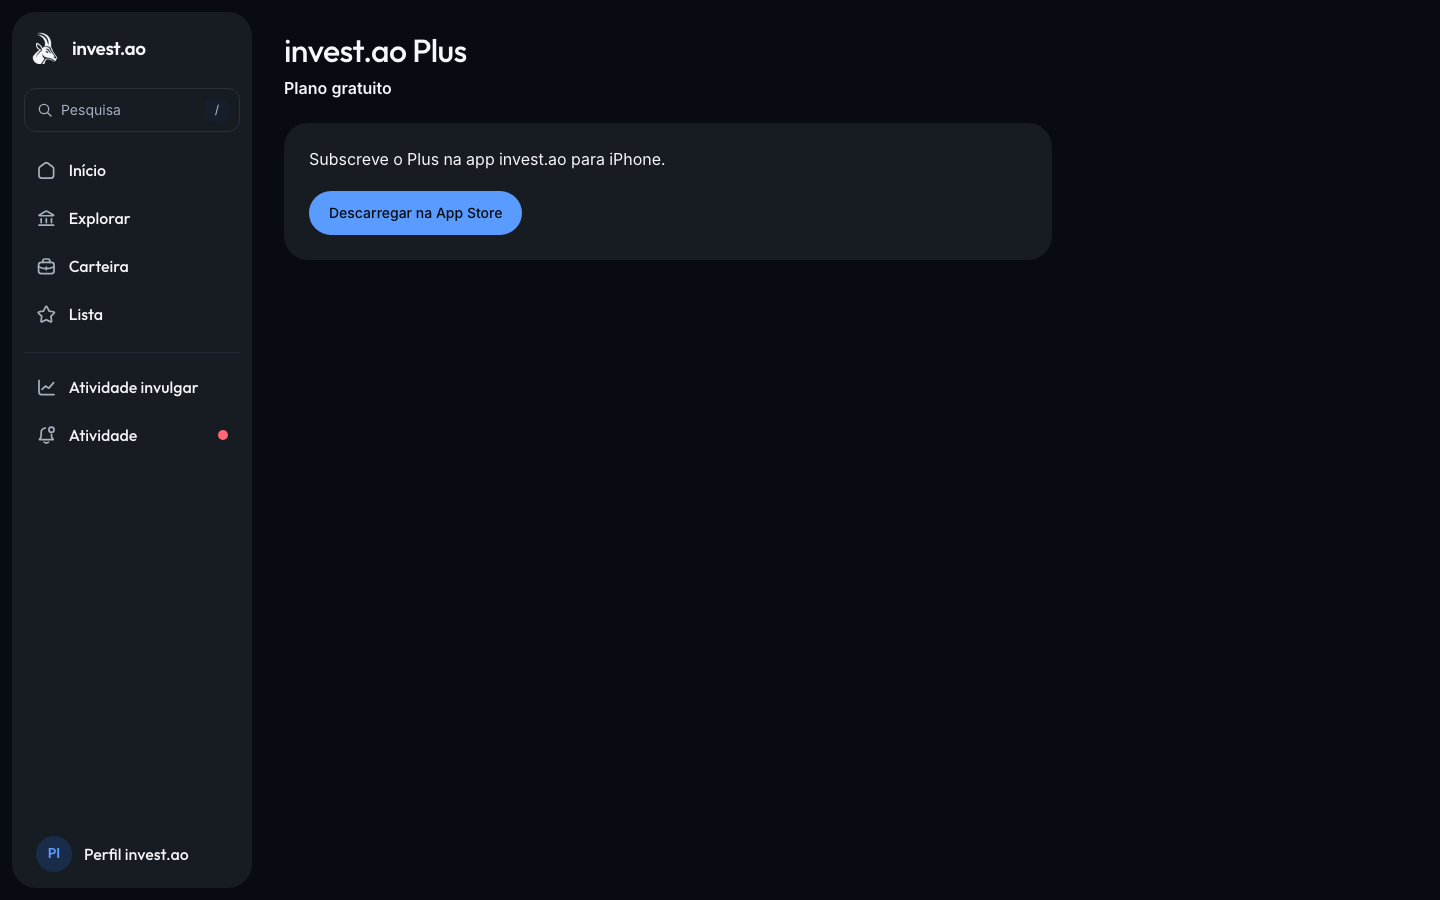 invest.ao
Pesquisa /
Início
Explorar
Carteira
Lista
Atividade invulgar
Atividade
PI Perfil invest.ao
invest.ao Plus
Plano gratuito
Subscreve o Plus na app invest.ao para iPhone.
Descarregar na App Store